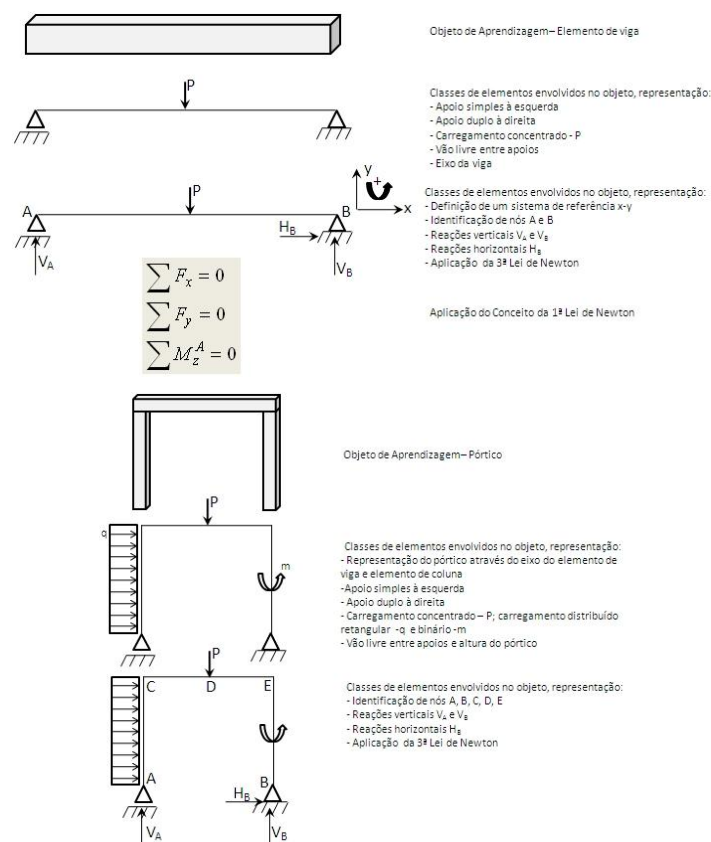 Objeto de Aprendizagem– Elemento de viga
P
Classes de elementos envolvidos no objeto, representação:
- Apoio simples à esquerda
- Apoio duplo à direita
- Carregamento concentrado - P
- Vão livre entre apoios
- Eixo da viga
y
+
x
P
A
B
H_B
V_A
V_B
Classes de elementos envolvidos no objeto, representação:
- Definição de um sistema de referência x-y
- Identificação de nós A e B
- Reações verticais V_A e V_B
- Reações horizontais H_B
- Aplicação da 3ª Lei de Newton
∑ F_x = 0
∑ F_y = 0
∑ M_z^A = 0
Aplicação do Conceito da 1ª Lei de Newton
Objeto de Aprendizagem– Pórtico
P
q
m
Classes de elementos envolvidos no objeto, representação:
- Representação do pórtico através do eixo do elemento de
viga e elemento de coluna
-Apoio simples à esquerda
- Apoio duplo à direita
- Carregamento concentrado – P; carregamento distribuído
retangular -q e binário -m
- Vão livre entre apoios e altura do pórtico
P
C
D
E
A
B
H_B
V_A
V_B
Classes de elementos envolvidos no objeto, representação:
- Identificação de nós A, B, C, D, E
- Reações verticais V_A e V_B
- Reações horizontais H_B
- Aplicação da 3ª Lei de Newton